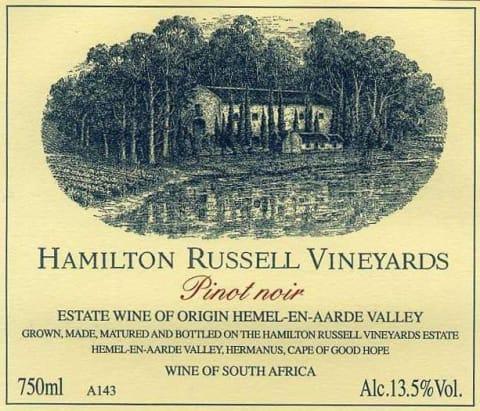 HAMILTON RUSSELL VINEYARDS
Pinot noir
ESTATE WINE OF ORIGIN HEMEL-EN-AARDE VALLEY
GROWN, MADE, MATURED AND BOTTLED ON THE HAMILTON RUSSELL VINEYARDS ESTATE
HEMEL-EN-AARDE VALLEY, HERMANUS, CAPE OF GOOD HOPE
WINE OF SOUTH AFRICA
750ml A143 Alc.13.5%Vol.